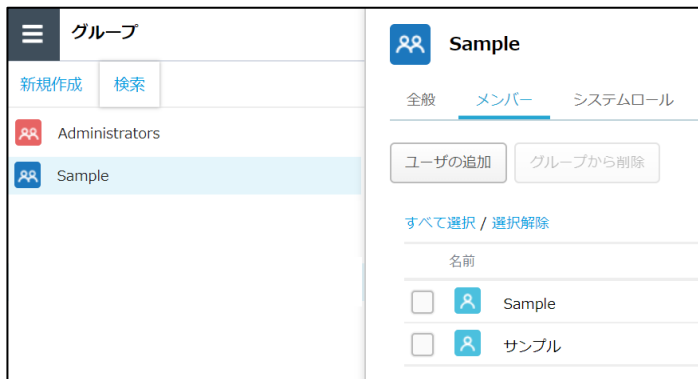 グループ
新規作成 検索
Administrators
Sample
Sample
全般 メンバー システムロール
ユーザの追加 グループから削除
すべて選択 / 選択解除
名前
Sample
サンプル